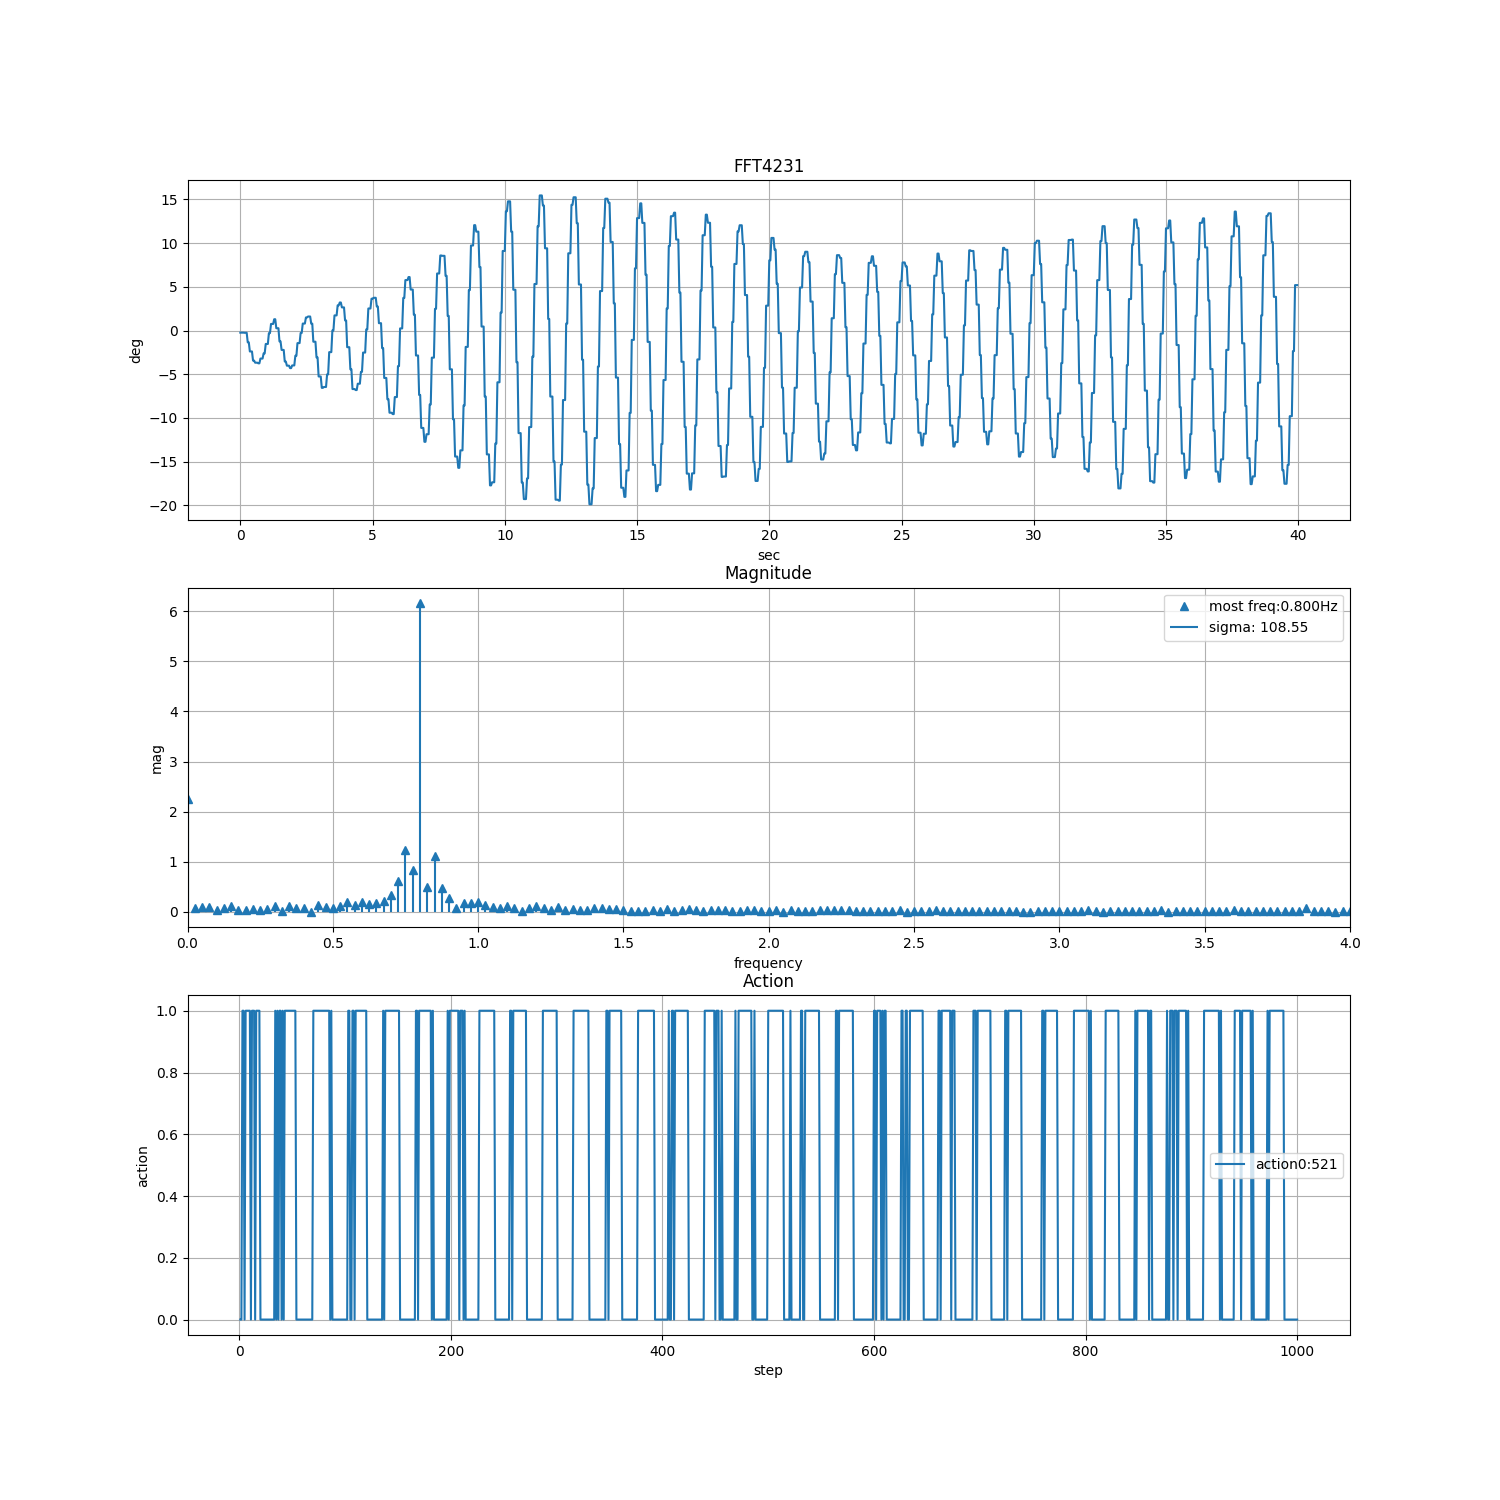 FFT4231
15
10
5
0
−5
−10
−15
−20
deg
0 5 10 15 20 25 30 35 40
sec
Magnitude
6
5
4
3
2
1
0
mag
most freq:0.800Hz
sigma: 108.55
0.0 0.5 1.0 1.5 2.0 2.5 3.0 3.5 4.0
frequency
Action
1.0
0.8
0.6
0.4
0.2
0.0
action
action0:521
0 200 400 600 800 1000
step